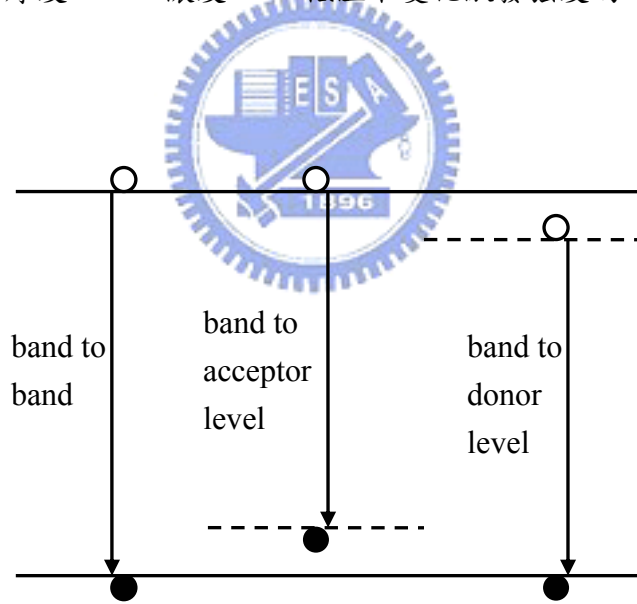 E S A
1896
band to
band
band to
acceptor
level
band to
donor
level